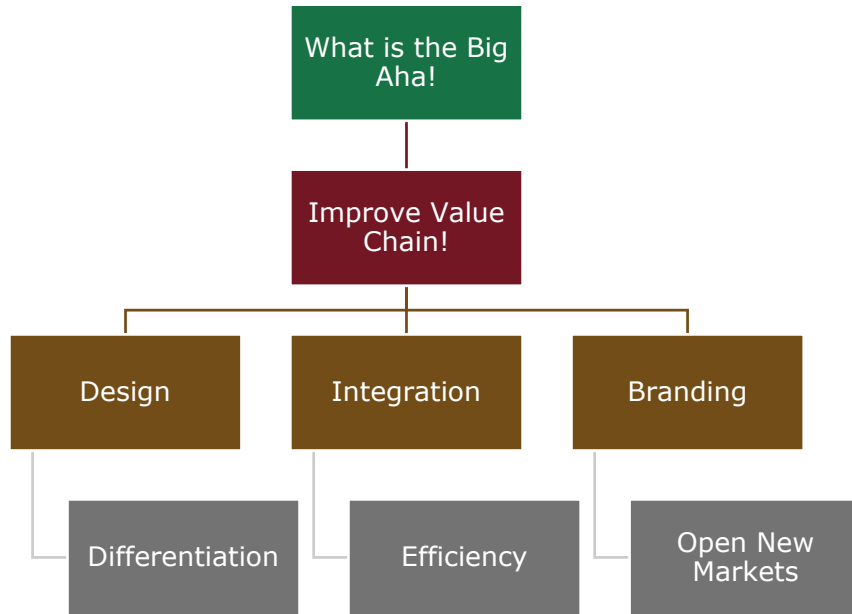 What is the Big
Aha!
Improve Value
Chain!
Design
Integration
Branding
Differentiation
Efficiency
Open New
Markets